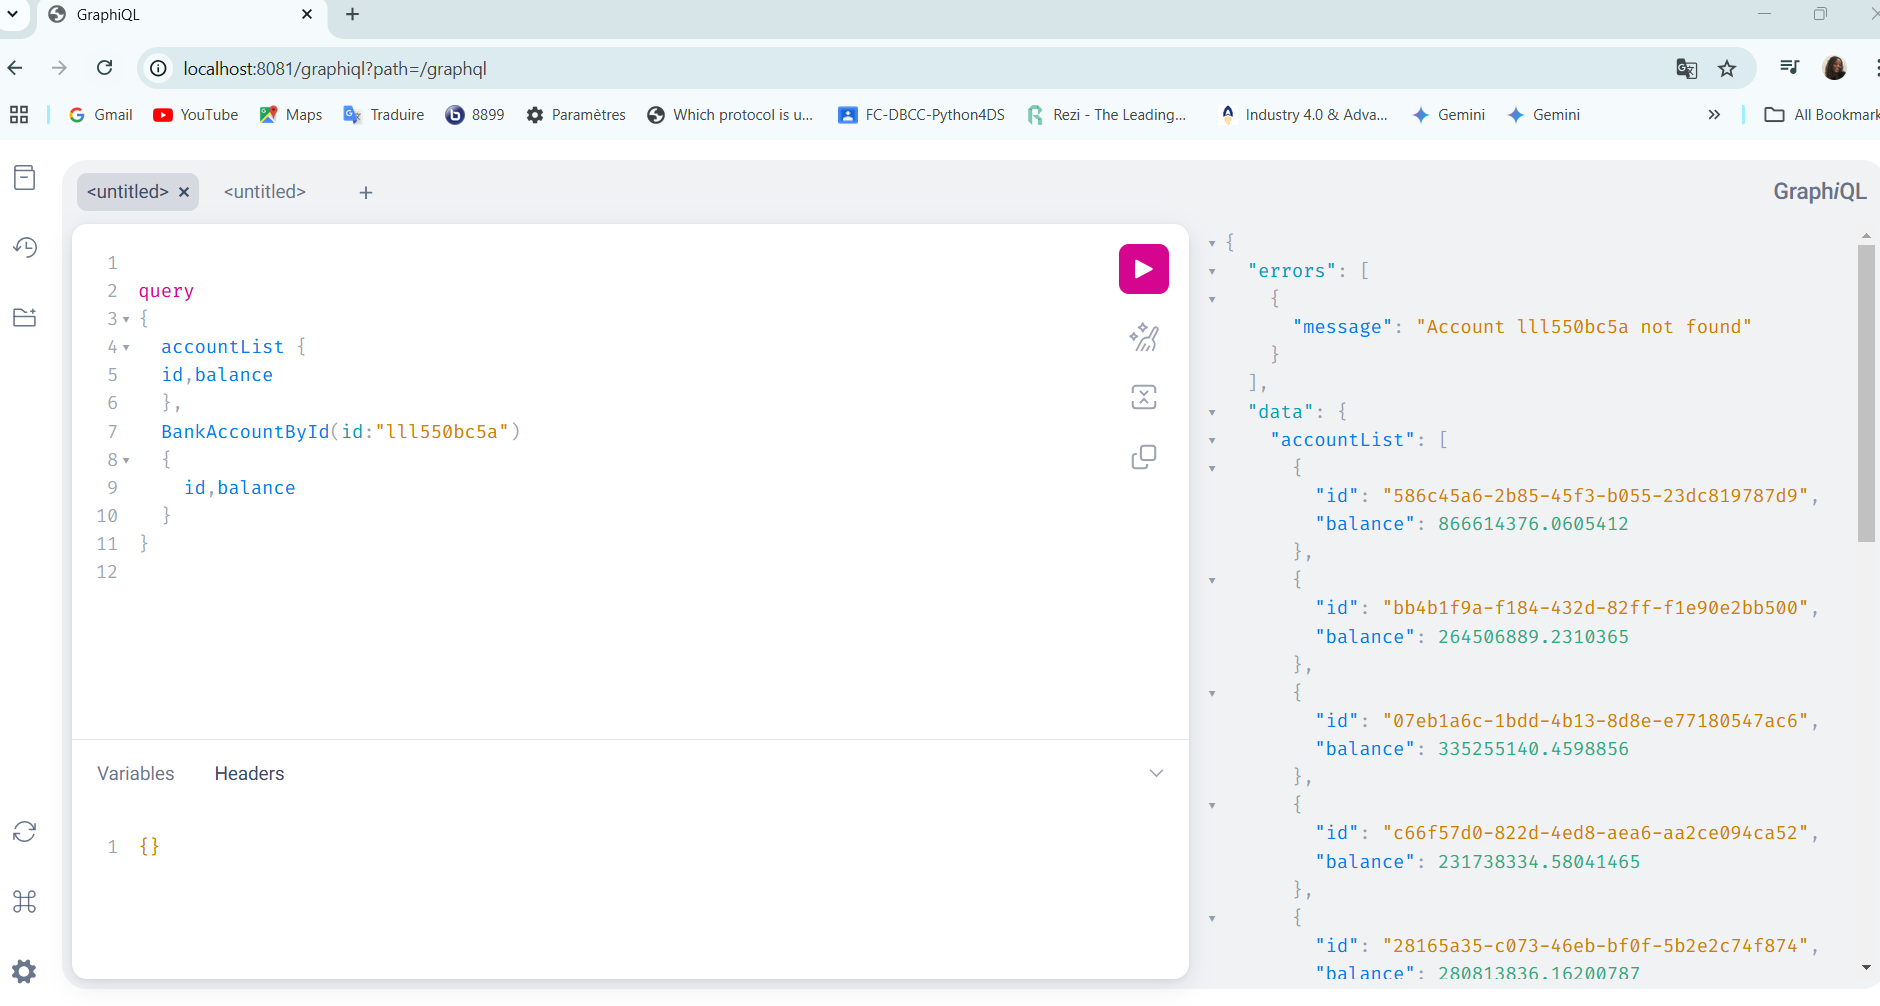 GraphiQL
localhost:8081/graphiql?path=/graphql
Gmail YouTube Maps Traduire 8899 Paramètres Which protocol is u... FC-DBCC-Python4DS Rezi - The Leading... Industry 4.0 & Adva... Gemini Gemini » All Bookmark
<untitled> <untitled> +
GraphiQL
1
2 query
3 {
4 accountList {
5 id,balance
6 },
7 BankAccountById(id:"lll550bc5a")
8 {
9 id,balance
10 }
11 }
12
Variables Headers
1 {}
{
"errors": [
{
"message": "Account lll550bc5a not found"
}
],
"data": {
"accountList": [
{
"id": "586c45a6-2b85-45f3-b055-23dc819787d9",
"balance": 866614376.0605412
},
{
"id": "bb4b1f9a-f184-432d-82ff-f1e90e2bb500",
"balance": 264506889.2310365
},
{
"id": "07eb1a6c-1bdd-4b13-8d8e-e77180547ac6",
"balance": 335255140.4598856
},
{
"id": "c66f57d0-822d-4ed8-aea6-aa2ce094ca52",
"balance": 231738334.58041465
},
{
"id": "28165a35-c073-46eb-bf0f-5b2e2c74f874",
"balance": 280813836.16200787